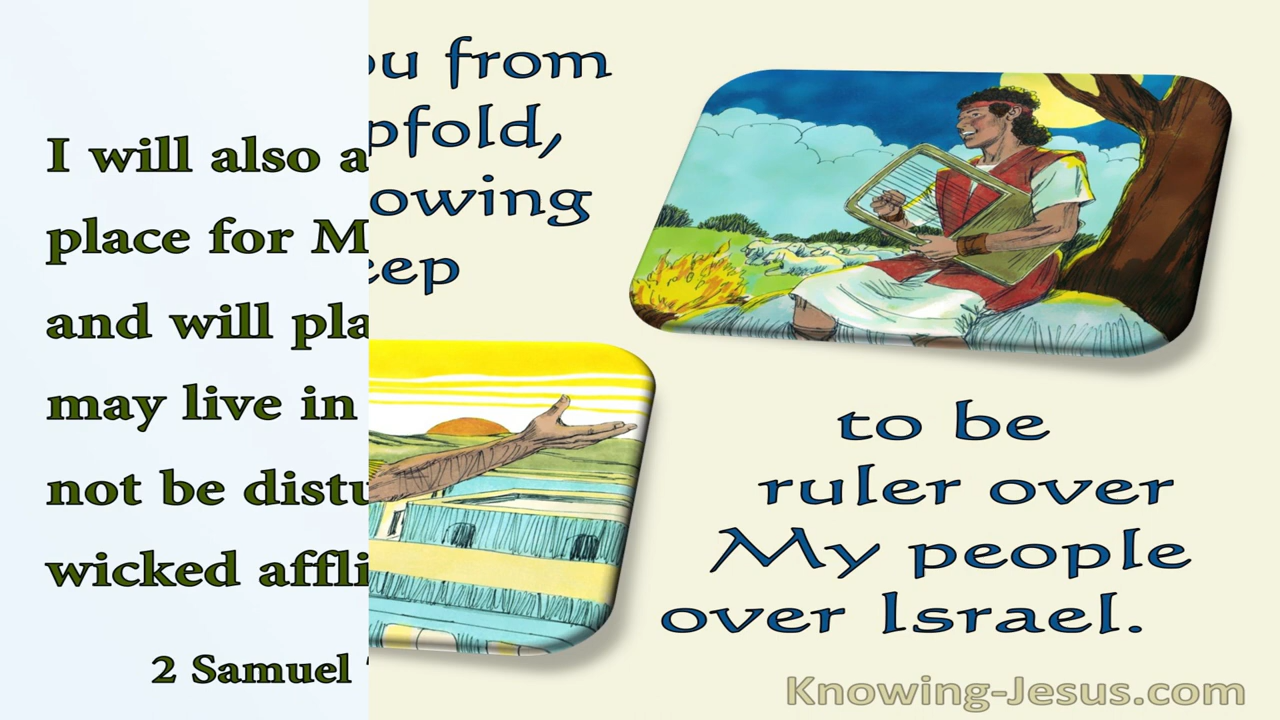 I will also a
place for M
and will pla
may live in
not be distu
wicked affli
2 Samuel
ou from
pfold,
owing
eep
to be
ruler over
My people
over Israel.
Knowing-Jesus.com